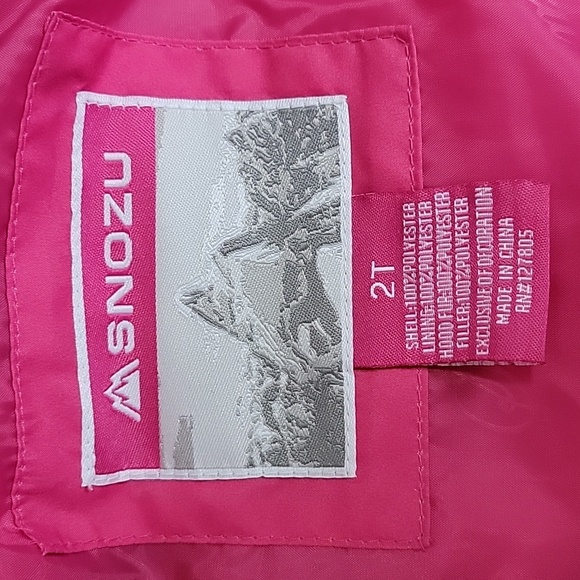 SNOZU
2T
SHELL:100%POLYESTER
LINING:100%POLYESTER
HOOD FUR:100%POLYESTER
FILLER:100%POLYESTER
EXCLUSIVE OF DECORATION
MADE IN CHINA
RN#127805